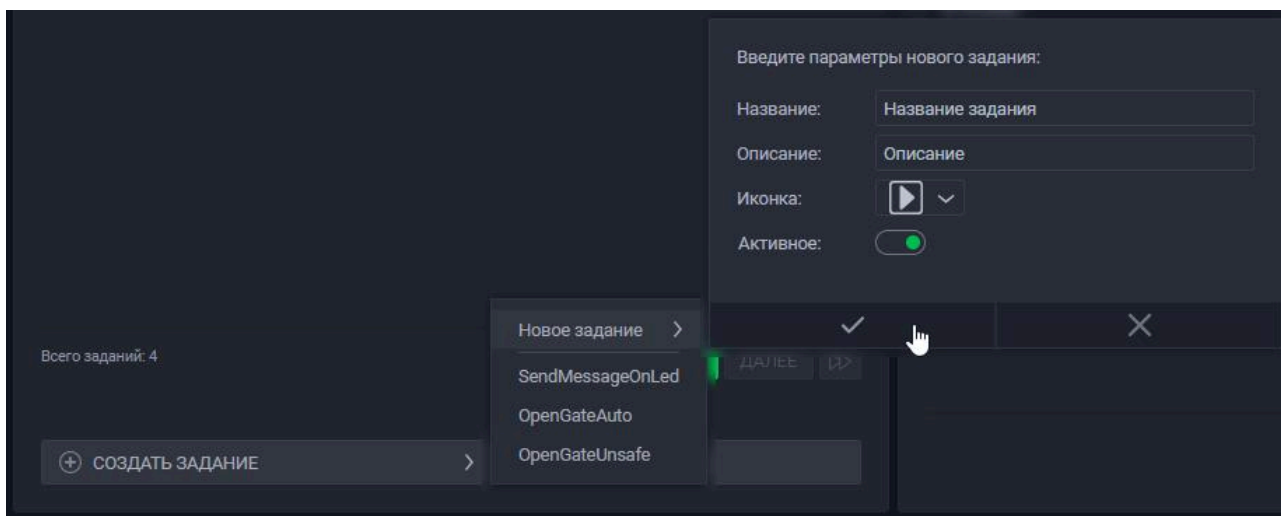 Введите параметры нового задания:
Название: Название задания
Описание: Описание
Иконка:
Активное:
Новое задание
Всего заданий: 4
ДАЛЕЕ
SendMessageOnLed
OpenGateAuto
OpenGateUnsafe
СОЗДАТЬ ЗАДАНИЕ